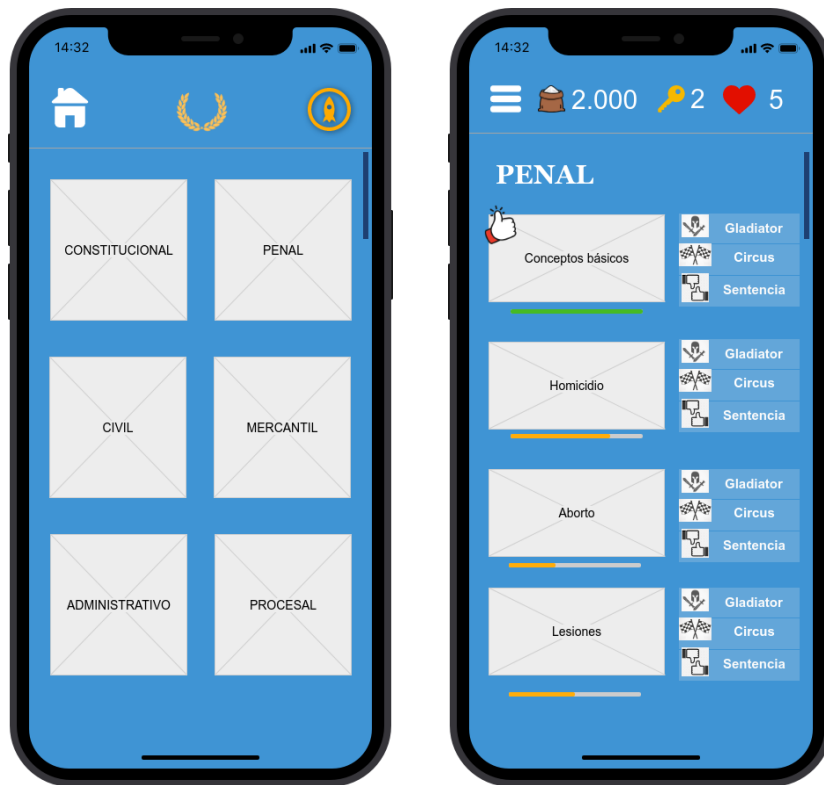 14:32
CONSTITUCIONAL
PENAL
CIVIL
MERCANTIL
ADMINISTRATIVO
PROCESAL
14:32
2.000
2
5
PENAL
Conceptos básicos
Gladiator
Circus
Sentencia
Homicidio
Gladiator
Circus
Sentencia
Aborto
Gladiator
Circus
Sentencia
Lesiones
Gladiator
Circus
Sentencia